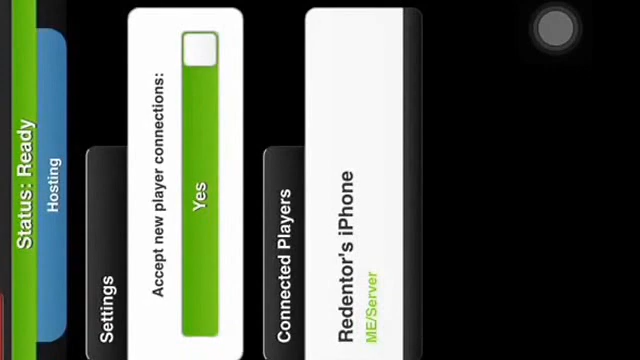 Status: Ready
Hosting
Settings
Accept new player connections:
Yes
Connected Players
Redentor's iPhone
ME/Server